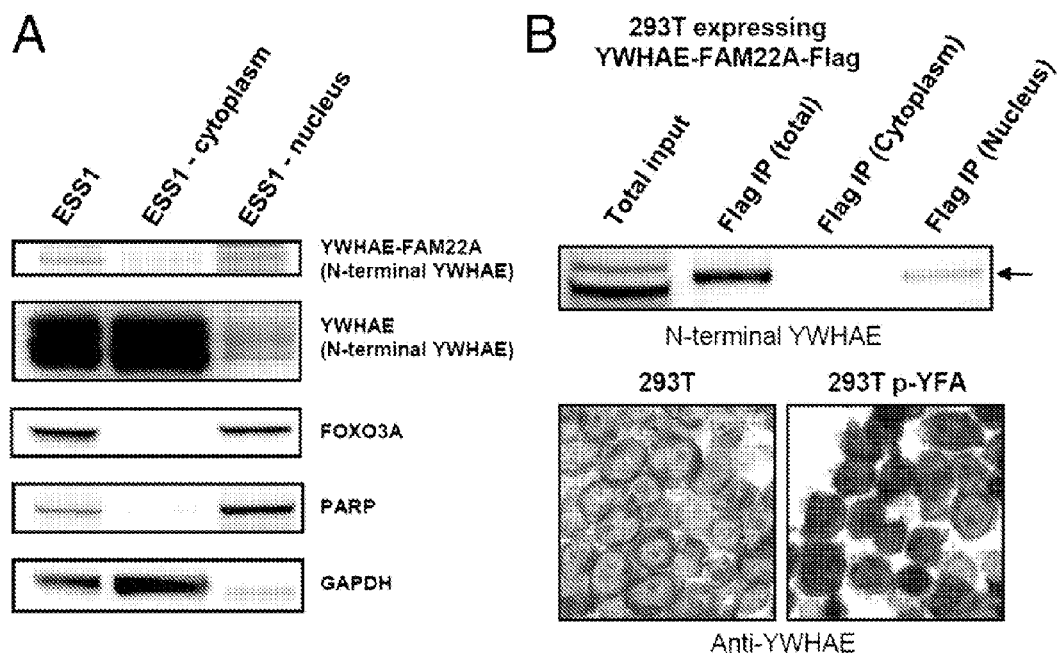 A
ESS1
ESS1 - cytoplasm
ESS1 - nucleus
YWHAE-FAM22A
(N-terminal YWHAE)
YWHAE
(N-terminal YWHAE)
FOXO3A
PARP
GAPDH
B
293T expressing
YWHAE-FAM22A-Flag
Total input
Flag IP (total)
Flag IP (Cytoplasm)
Flag IP (Nucleus)
N-terminal YWHAE
293T
293T p-YFA
Anti-YWHAE